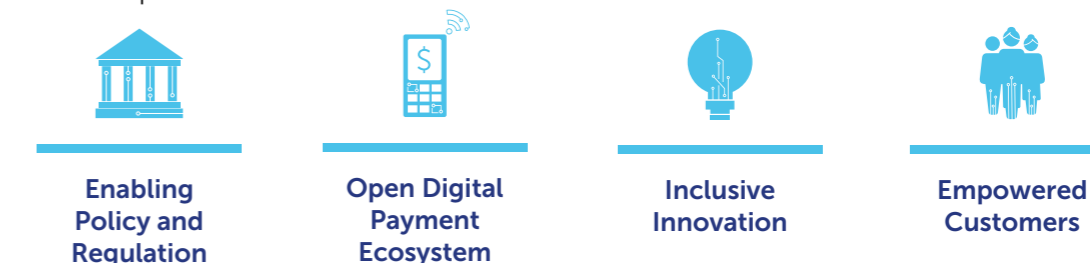 Enabling
Policy and
Regulation
$
Open Digital
Payment
Ecosystem
Inclusive
Innovation
Empowered
Customers